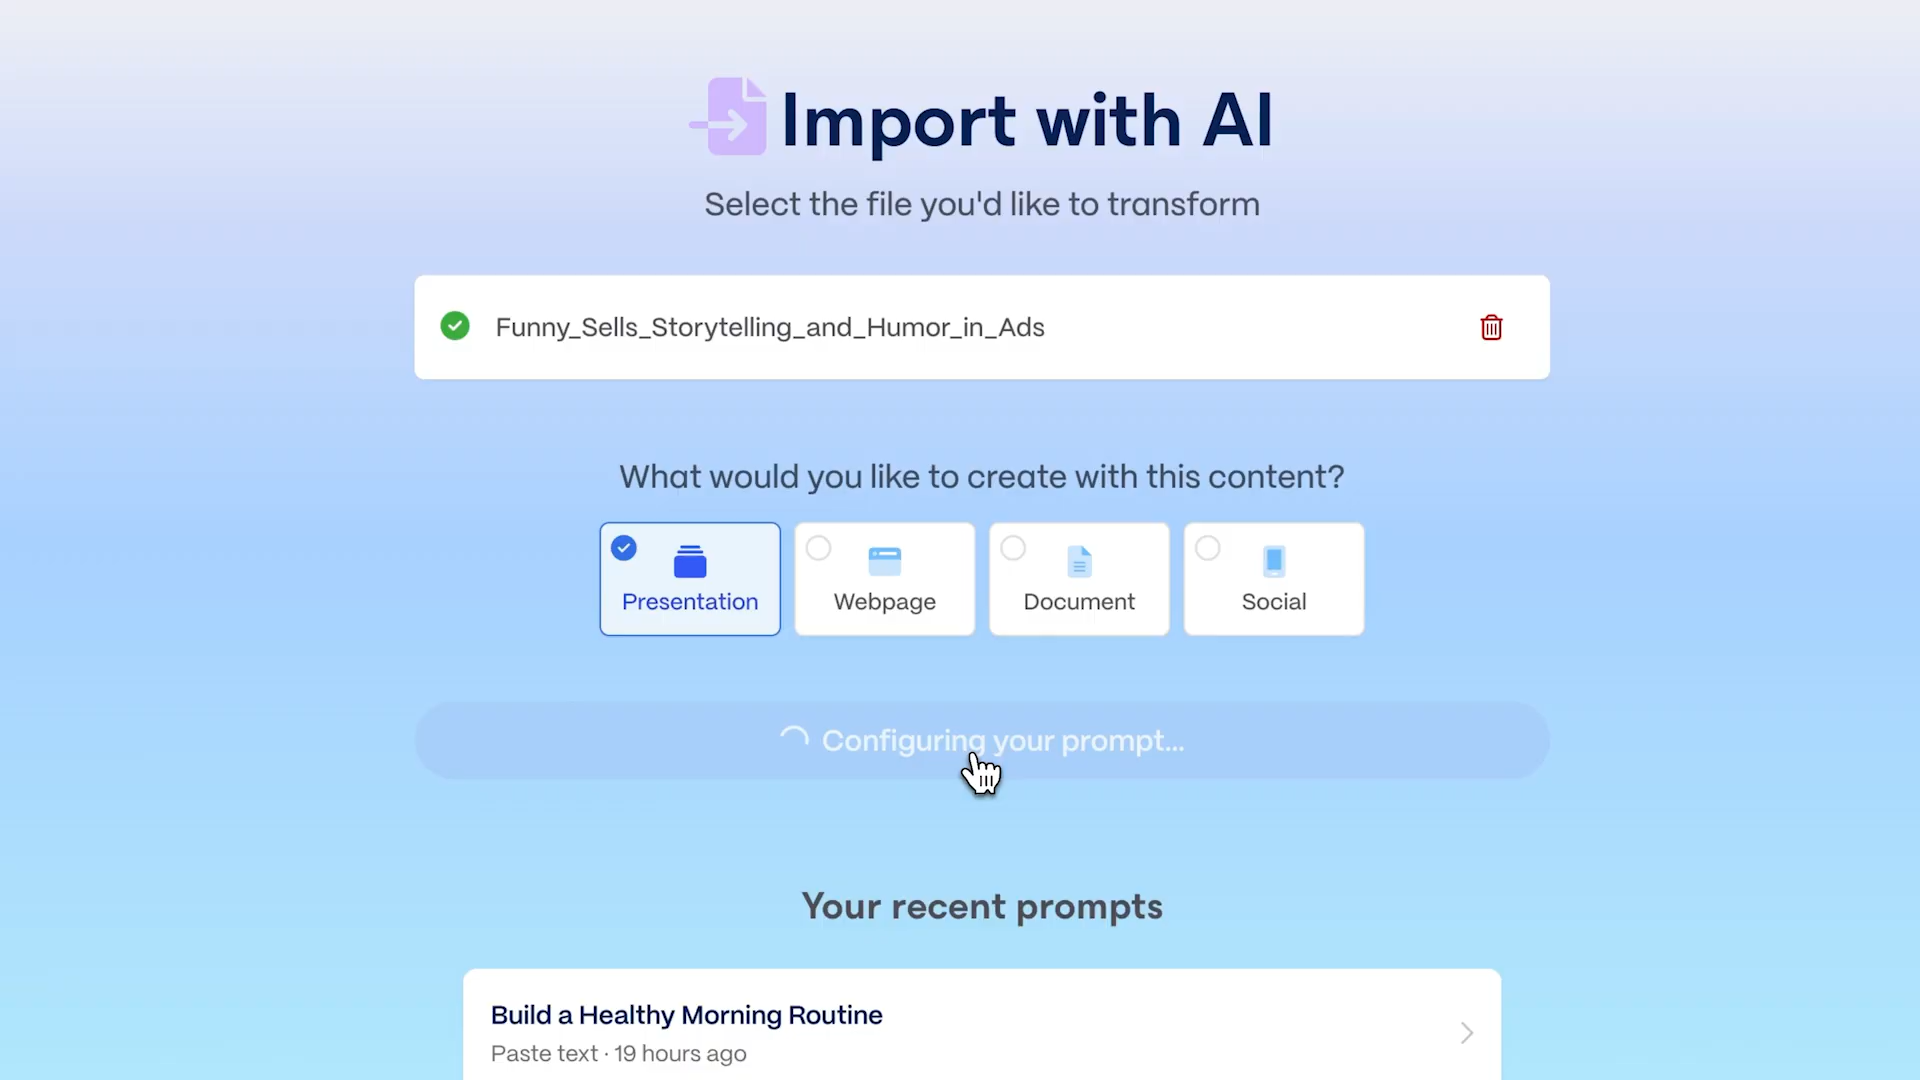 Import with AI
Select the file you'd like to transform
Funny_Sells_Storytelling_and_Humor_in_Ads
What would you like to create with this content?
Presentation
Webpage
Document
Social
Configuring your prompt...
Your recent prompts
Build a Healthy Morning Routine
Paste text · 19 hours ago